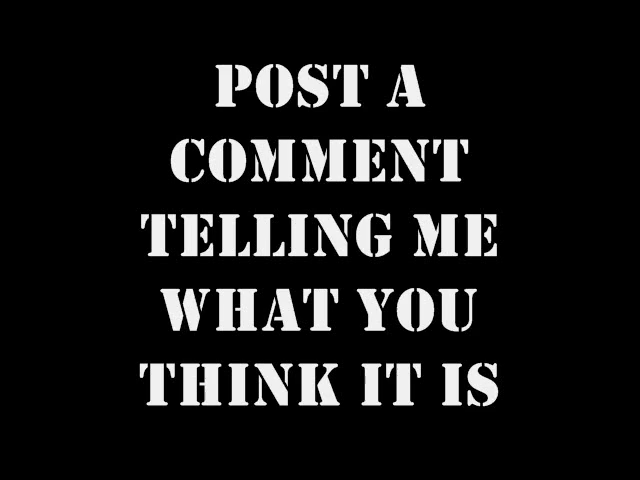 POST A
COMMENT
TELLING ME
WHAT YOU
THINK IT IS